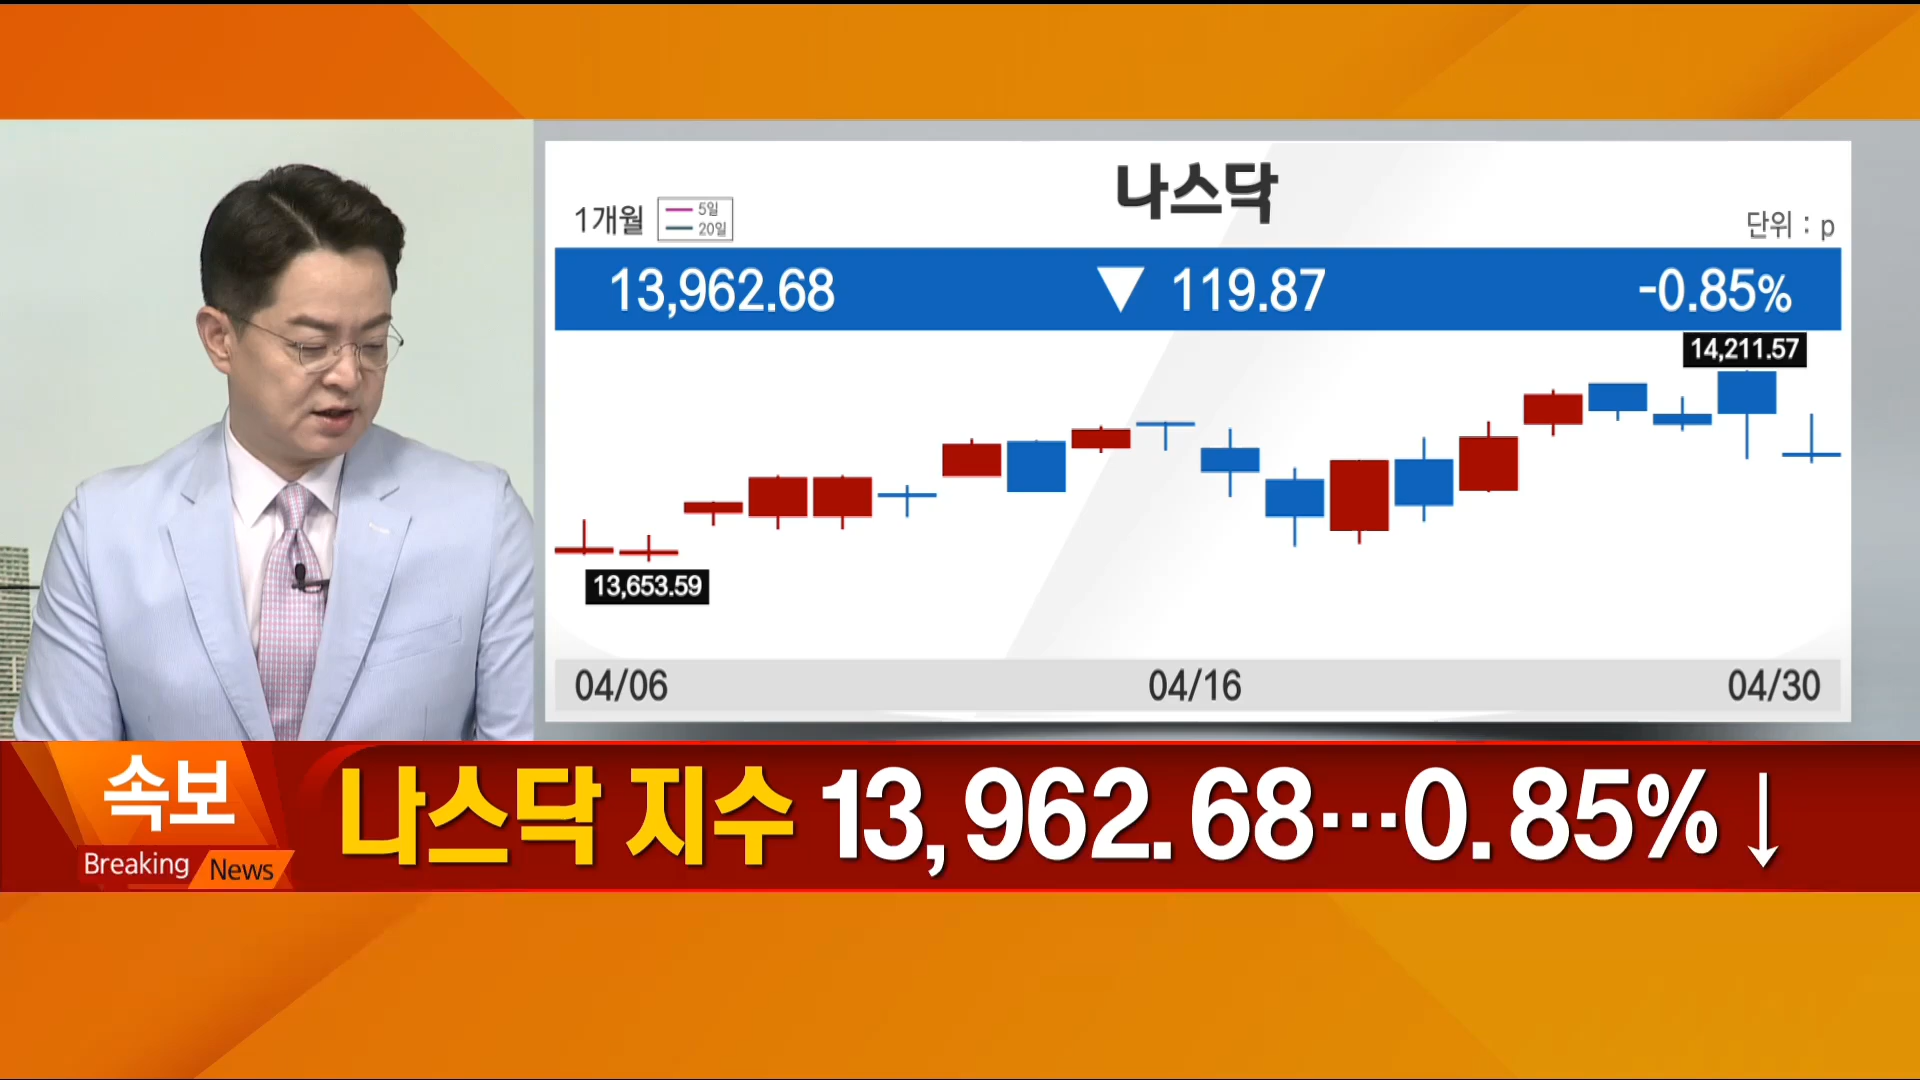 나스닥
1개월
5일
20일
단위 : p
13,962.68 ▼ 119.87 -0.85%
14,211.57
13,653.59
04/06 04/16 04/30
속보
Breaking News
나스닥 지수 13,962.68…0.85%↓